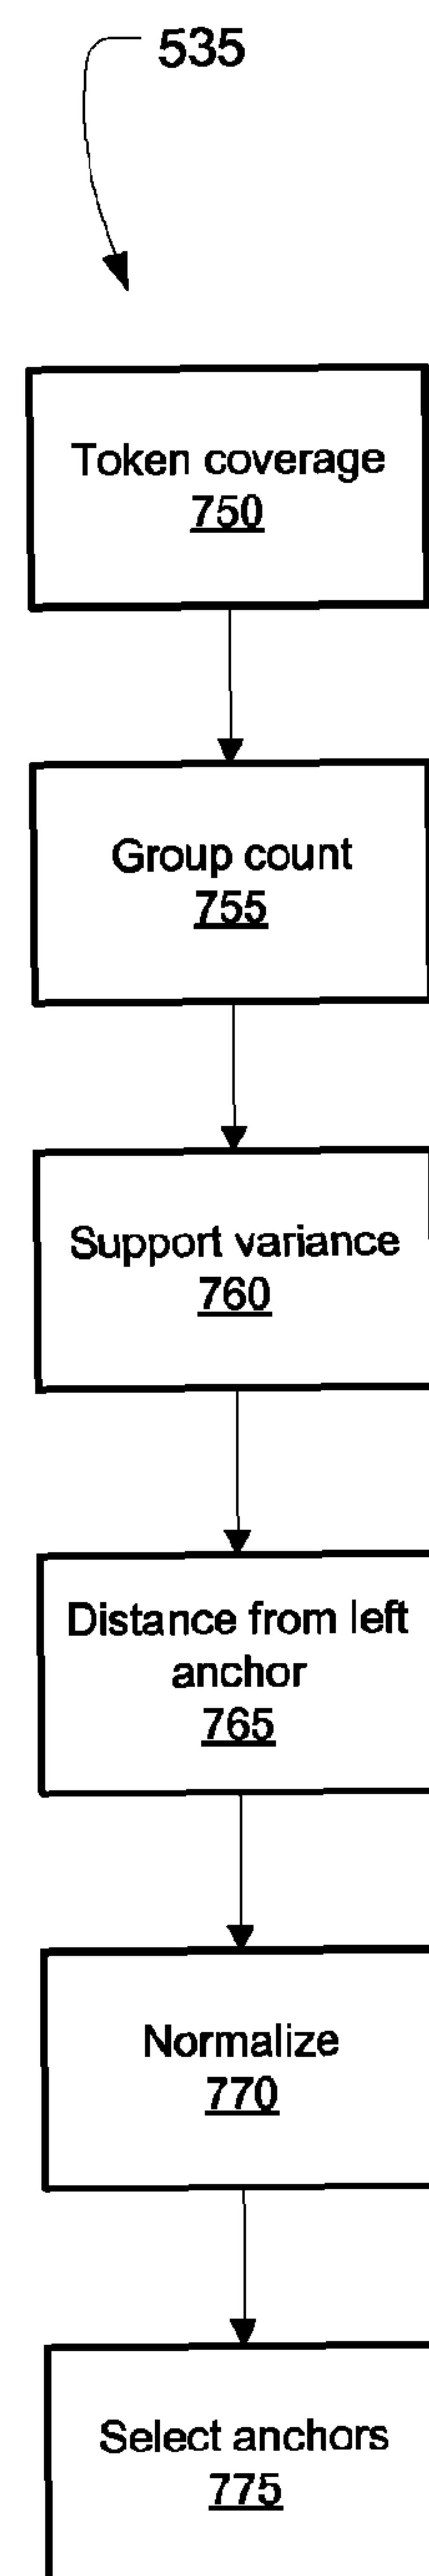 535
Token coverage
750
Group count
755
Support variance
760
Distance from left
anchor
765
Normalize
770
Select anchors
775